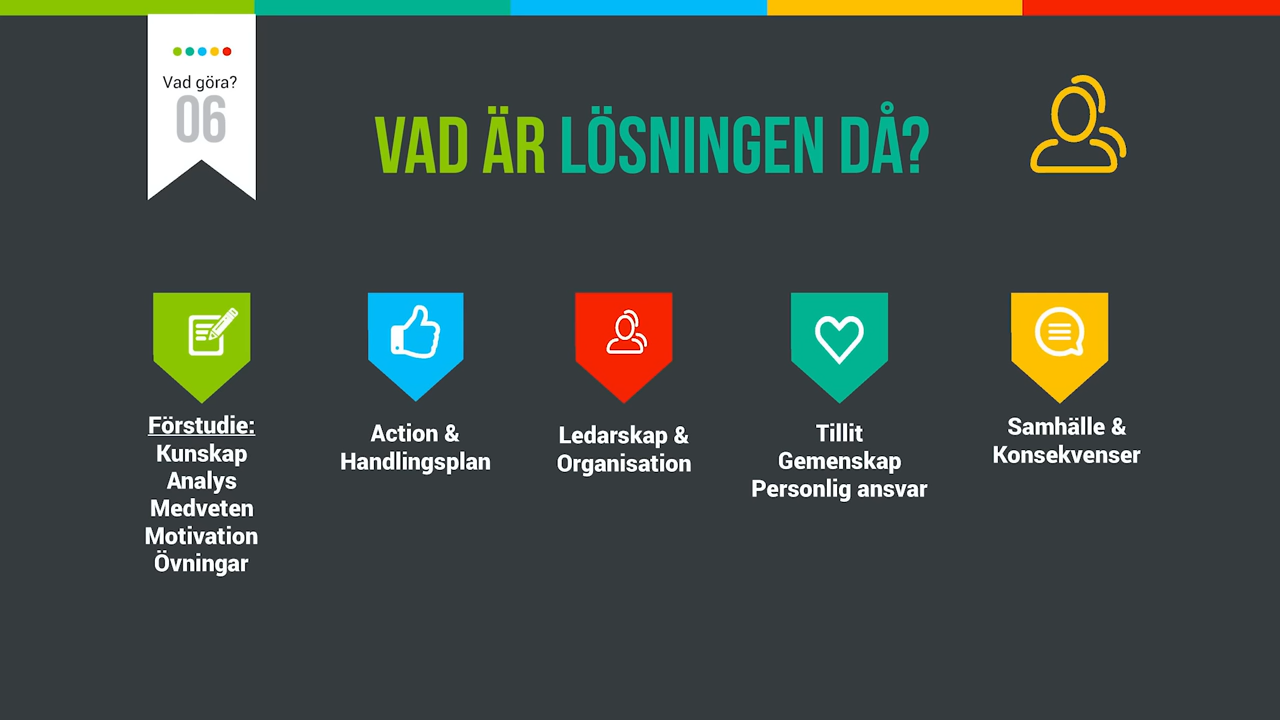 Vad göra?
06
VAD ÄR LÖSNINGEN DÅ?
Förstudie:
Kunskap
Analys
Medveten
Motivation
Övningar
Action &
Handlingsplan
Ledarskap &
Organisation
Tillit
Gemenskap
Personlig ansvar
Samhälle &
Konsekvenser